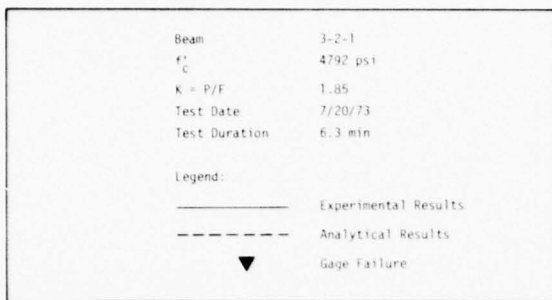 Beam 3-2-1
f'c 4792 psi
K = P/F 1.85
Test Date 7/20/73
Test Duration 6.3 min
Legend:
Experimental Results
Analytical Results
Gage Failure